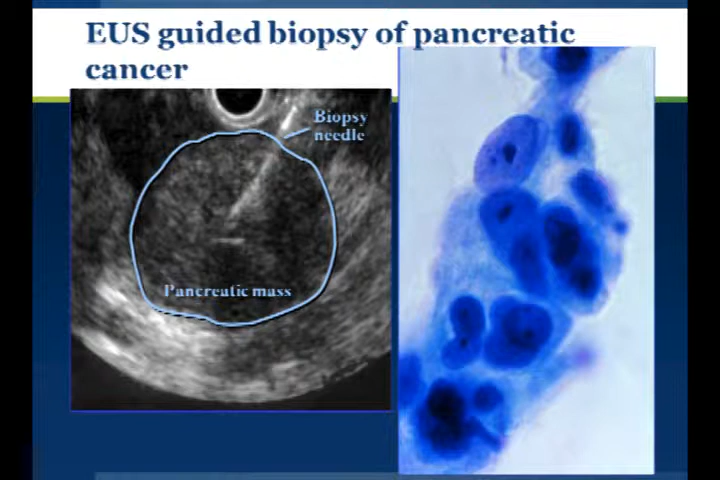 EUS guided biopsy of pancreatic
cancer
Biopsy
needle
Pancreatic mass